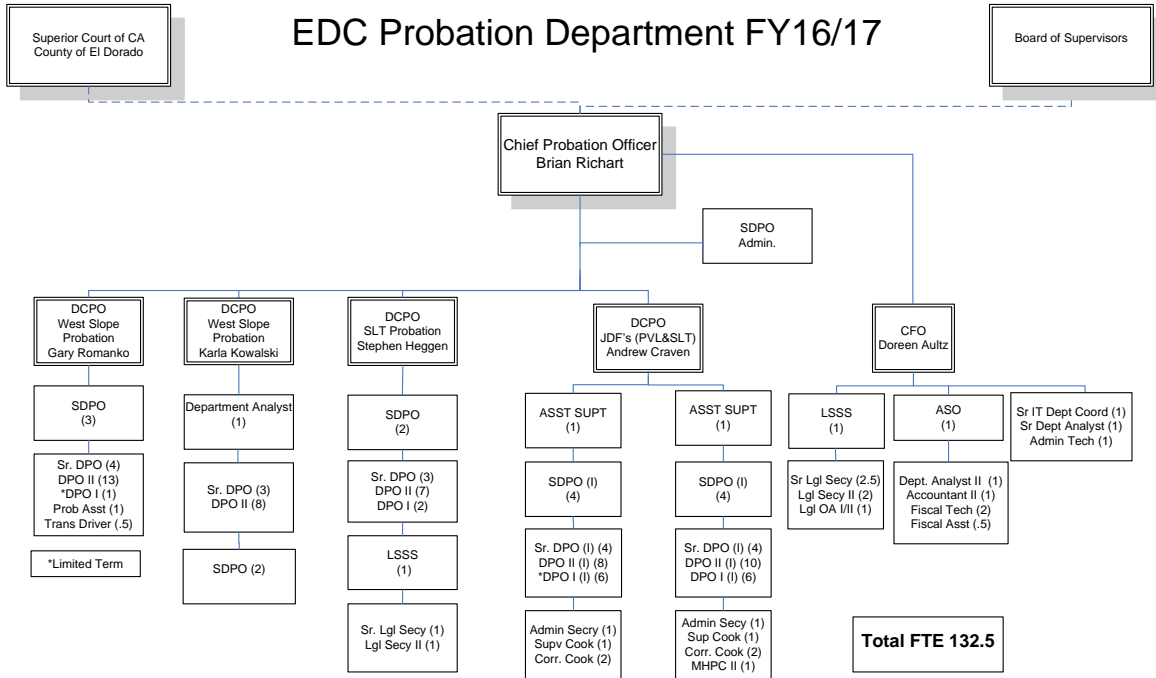 EDC Probation Department FY16/17
Superior Court of CA
County of El Dorado
Board of Supervisors
Chief Probation Officer
Brian Richart
SDPO
Admin.
DCPO
West Slope
Probation
Gary Romanko
DCPO
West Slope
Probation
Karla Kowalski
DCPO
SLT Probation
Stephen Heggen
DCPO
JDF's (PVL&SLT)
Andrew Craven
CFO
Doreen Aultz
SDPO
(3)
Sr. DPO (4)
DPO II (13)
*DPO I (1)
Prob Asst (1)
Trans Driver (.5)
*Limited Term
Department Analyst
(1)
Sr. DPO (3)
DPO II (8)
SDPO (2)
SDPO
(2)
Sr. DPO (3)
DPO II (7)
DPO I (2)
LSSS
(1)
Sr. Lgl Secy (1)
Lgl Secy II (1)
ASST SUPT
(1)
SDPO (I)
(4)
Sr. DPO (I) (4)
DPO II (I) (8)
*DPO I (I) (6)
Admin Secry (1)
Supv Cook (1)
Corr. Cook (2)
ASST SUPT
(1)
SDPO (I)
(4)
Sr. DPO (I) (4)
DPO II (I) (10)
DPO I (I) (6)
Admin Secy (1)
Sup Cook (1)
Corr. Cook (2)
MHPC II (1)
LSSS
(1)
Sr Lgl Secy (2.5)
Lgl Secy II (2)
Lgl OA I/II (1)
ASO
(1)
Dept. Analyst II (1)
Accountant II (1)
Fiscal Tech (2)
Fiscal Asst (.5)
Sr IT Dept Coord (1)
Sr Dept Analyst (1)
Admin Tech (1)
Total FTE 132.5